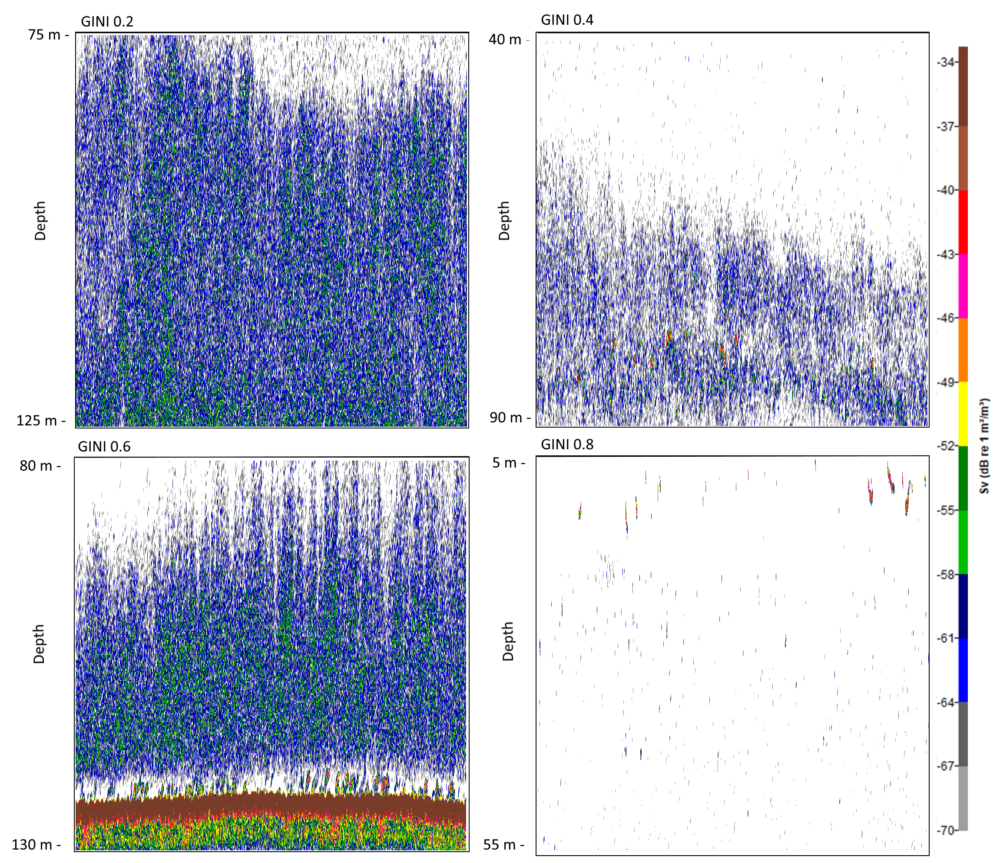 GINI 0.2
75 m -
Depth
125 m -
GINI 0.4
40 m -
Depth
90 m -
GINI 0.6
80 m -
Depth
130 m -
GINI 0.8
5 m -
Depth
55 m -
-34
-37
-40
-43
-46
-49
-52
-55
-58
-61
-64
-67
-70
Sv (dB re 1 m²/m³)